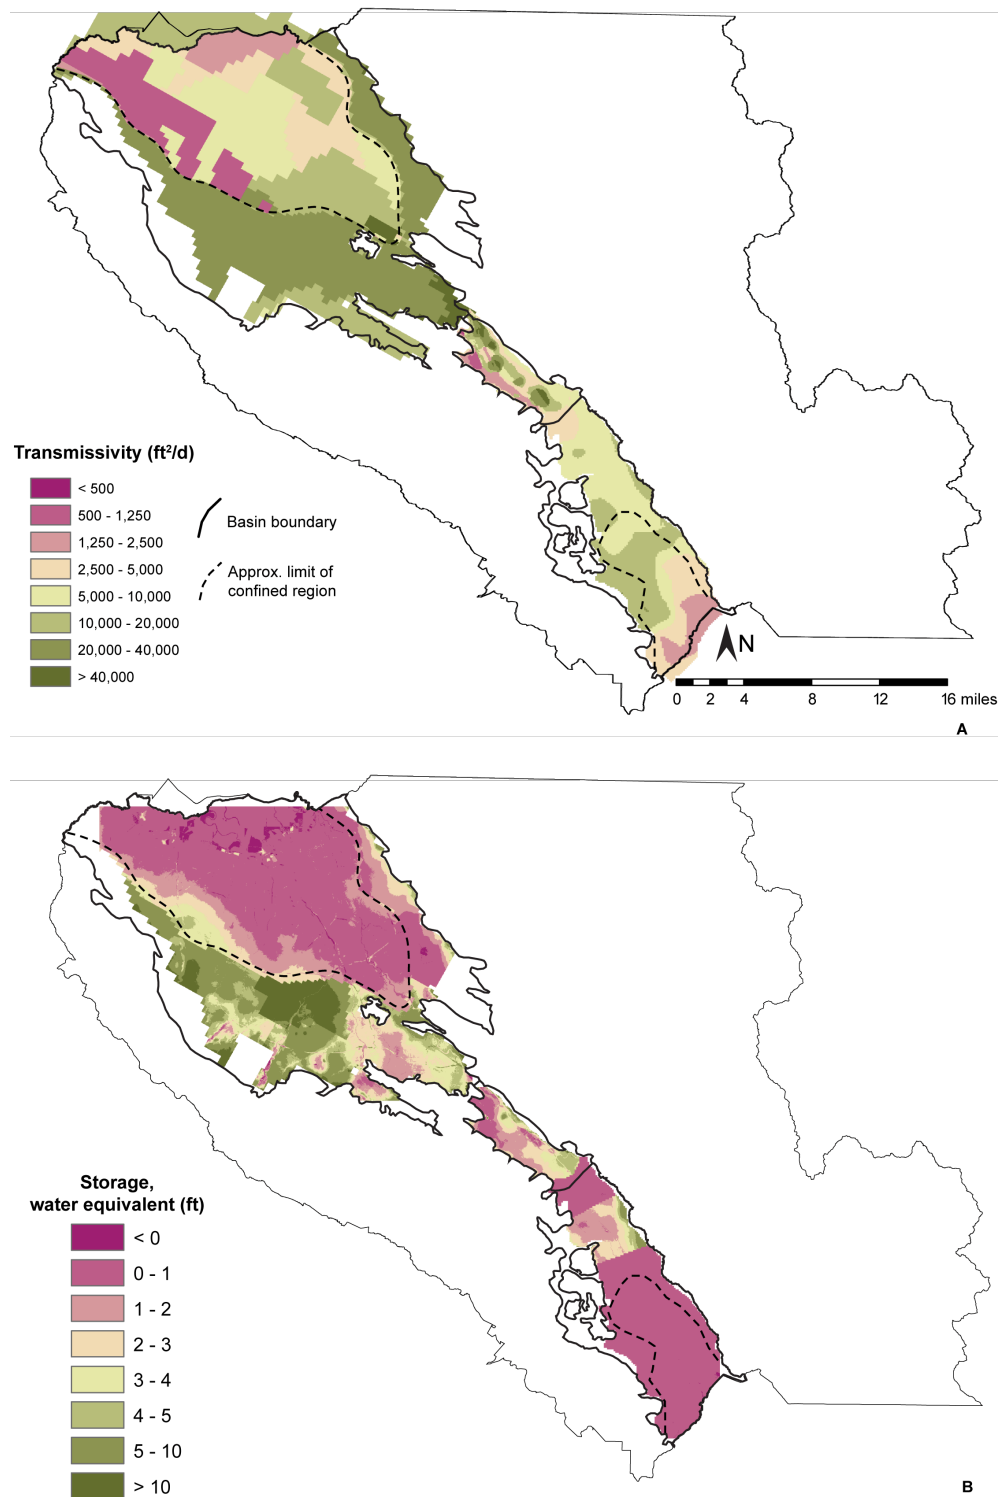 Transmissivity (ft²/d)
< 500
500 - 1,250
1,250 - 2,500
2,500 - 5,000
5,000 - 10,000
10,000 - 20,000
20,000 - 40,000
> 40,000
Basin boundary
Approx. limit of
confined region
N
0 2 4 8 12 16 miles
A
Storage,
water equivalent (ft)
< 0
0 - 1
1 - 2
2 - 3
3 - 4
4 - 5
5 - 10
> 10
B